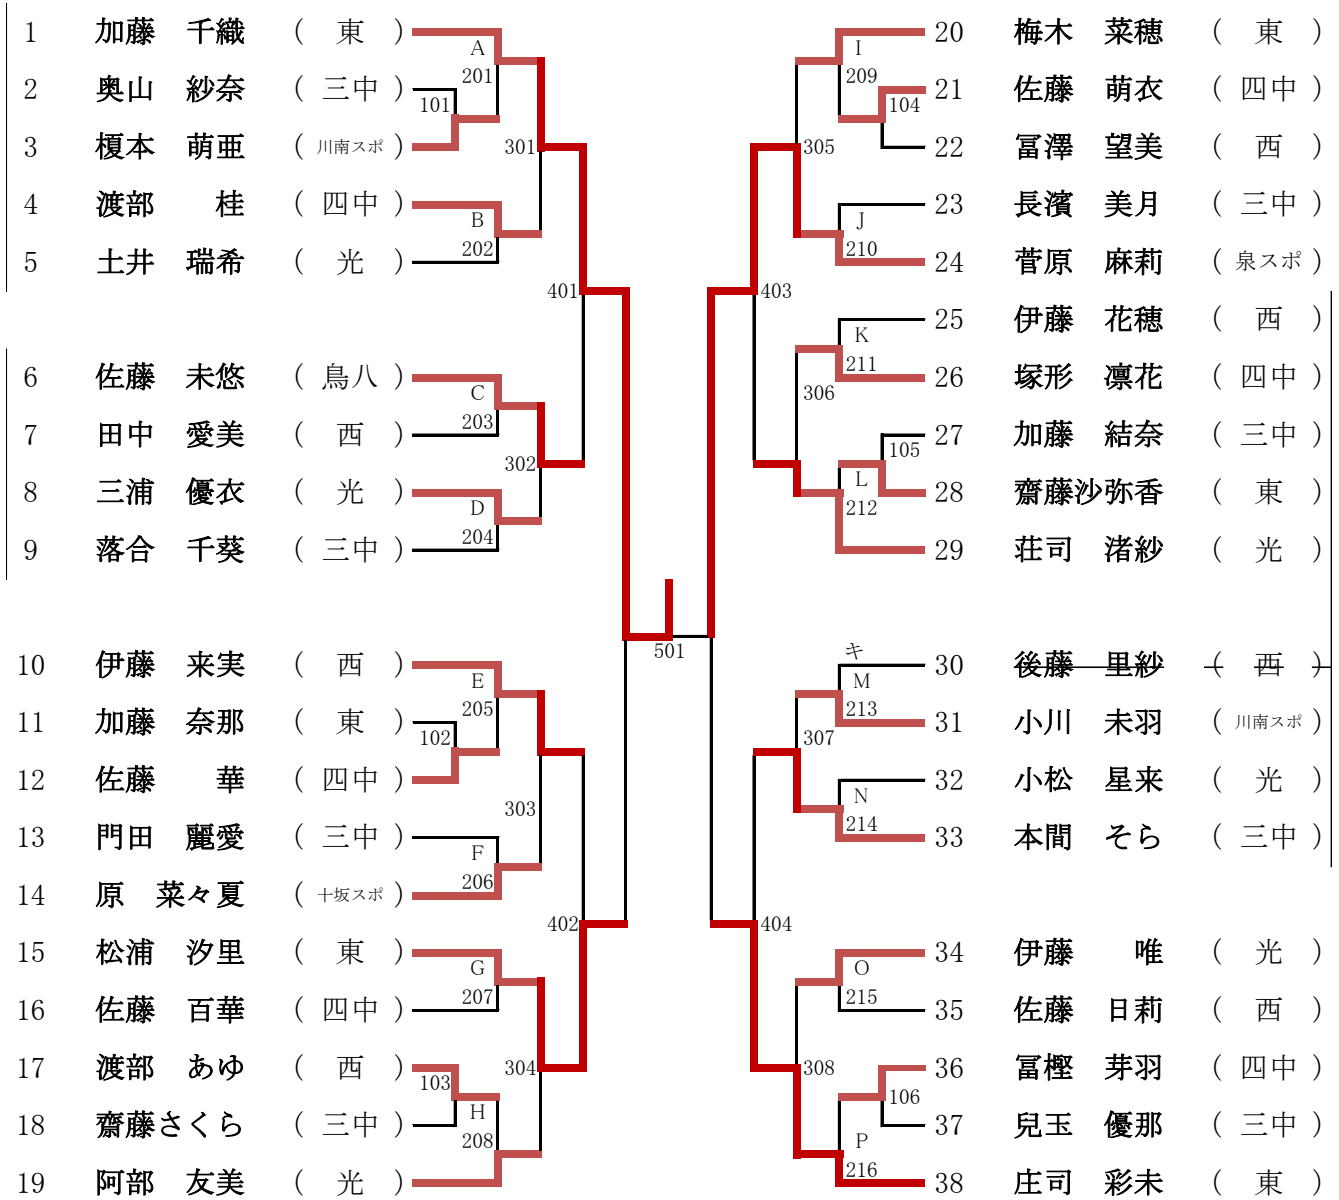 1 加藤 千織 ( 東 )
2 奥山 紗奈 ( 三中 )
3 榎本 萌亜 ( 川南スポ )
4 渡部 桂 ( 四中 )
5 土井 瑞希 ( 光 )
6 佐藤 未悠 ( 鳥八 )
7 田中 愛美 ( 西 )
8 三浦 優衣 ( 光 )
9 落合 千葵 ( 三中 )
10 伊藤 来実 ( 西 )
11 加藤 奈那 ( 東 )
12 佐藤 華 ( 四中 )
13 門田 麗愛 ( 三中 )
14 原 菜々夏 ( 十坂スポ )
15 松浦 汐里 ( 東 )
16 佐藤 百華 ( 四中 )
17 渡部 あゆ ( 西 )
18 齋藤さくら ( 三中 )
19 阿部 友美 ( 光 )
A
201
101
301
B
202
401
C
203
302
D
204
E
205
102
303
F
206
402
G
207
103
304
H
208
501
I
209
104
305
J
210
403
K
211
306
105
L
212
キ
M
213
307
N
214
404
O
215
308
106
P
216
20 梅木 菜穂 ( 東 )
21 佐藤 萌衣 ( 四中 )
22 冨澤 望美 ( 西 )
23 長濱 美月 ( 三中 )
24 菅原 麻莉 ( 泉スポ )
25 伊藤 花穂 ( 西 )
26 塚形 凛花 ( 四中 )
27 加藤 結奈 ( 三中 )
28 齋藤沙弥香 ( 東 )
29 荘司 渚紗 ( 光 )
30 後藤 里紗 ( 西 )
31 小川 未羽 ( 川南スポ )
32 小松 星来 ( 光 )
33 本間 そら ( 三中 )
34 伊藤 唯 ( 光 )
35 佐藤 日莉 ( 西 )
36 冨樫 芽羽 ( 四中 )
37 兒玉 優那 ( 三中 )
38 庄司 彩未 ( 東 )